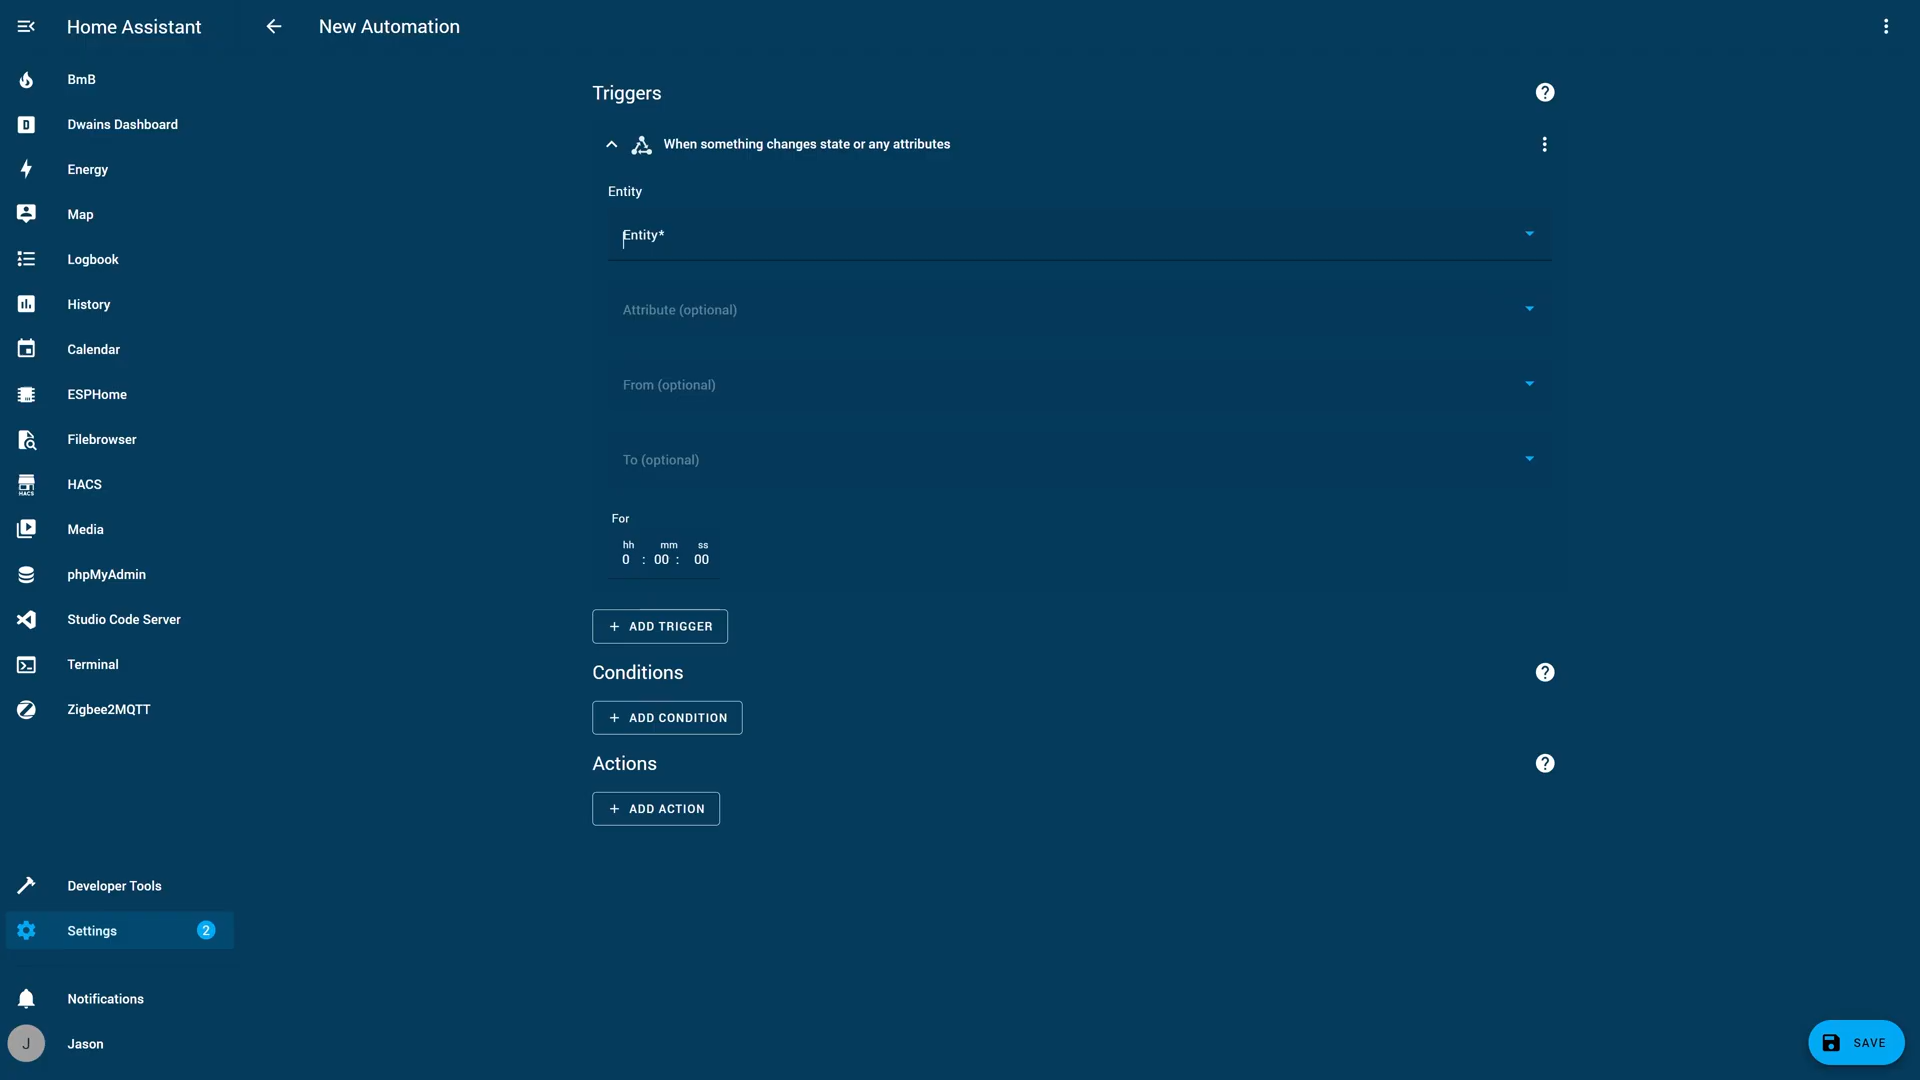 Home Assistant
New Automation
BmB
Dwains Dashboard
Energy
Map
Logbook
History
Calendar
ESPHome
Filebrowser
HACS
HACS
Media
phpMyAdmin
Studio Code Server
Terminal
Zigbee2MQTT
Developer Tools
Settings 2
Notifications
J Jason
Triggers
When something changes state or any attributes
Entity
Entity*
Attribute (optional)
From (optional)
To (optional)
For
hh mm ss
0 : 00 : 00
+ ADD TRIGGER
Conditions
+ ADD CONDITION
Actions
+ ADD ACTION
SAVE